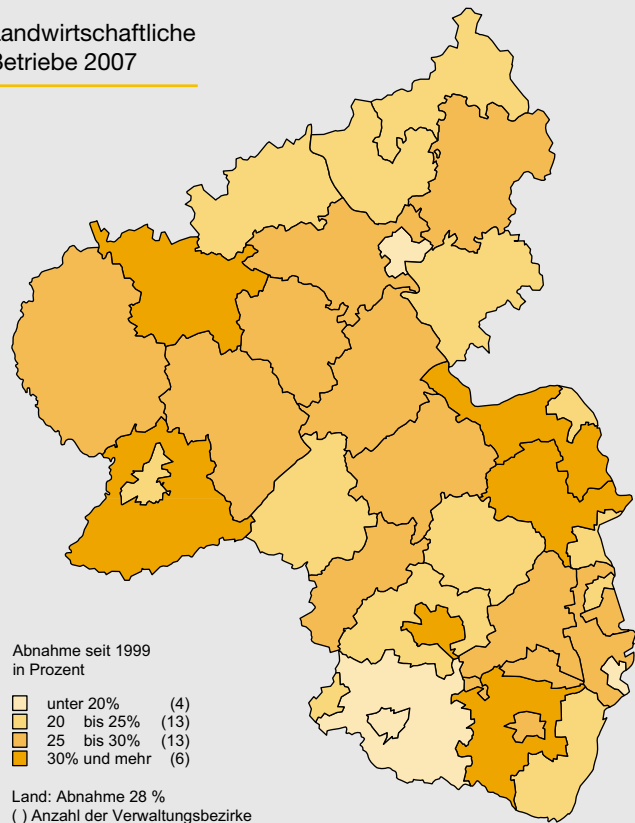 Landwirtschaftliche
Betriebe 2007
Abnahme seit 1999
in Prozent
unter 20% (4)
20 bis 25% (13)
25 bis 30% (13)
30% und mehr (6)
Land: Abnahme 28 %
( ) Anzahl der Verwaltungsbezirke